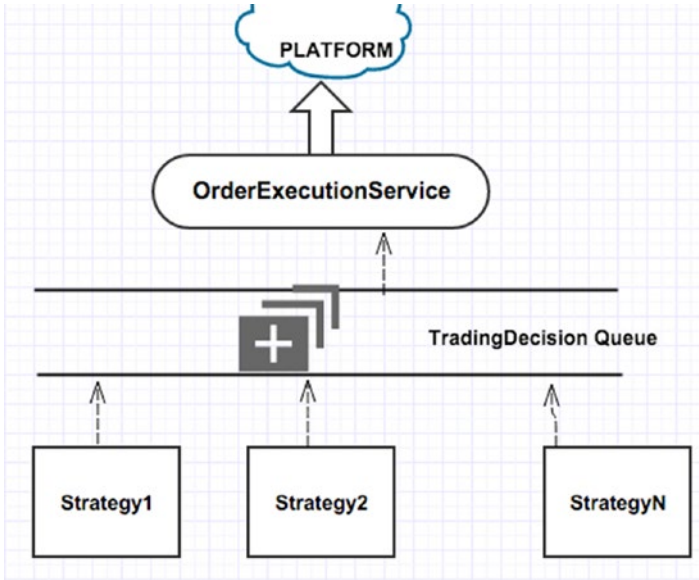 PLATFORM
OrderExecutionService
TradingDecision Queue
Strategy1
Strategy2
StrategyN